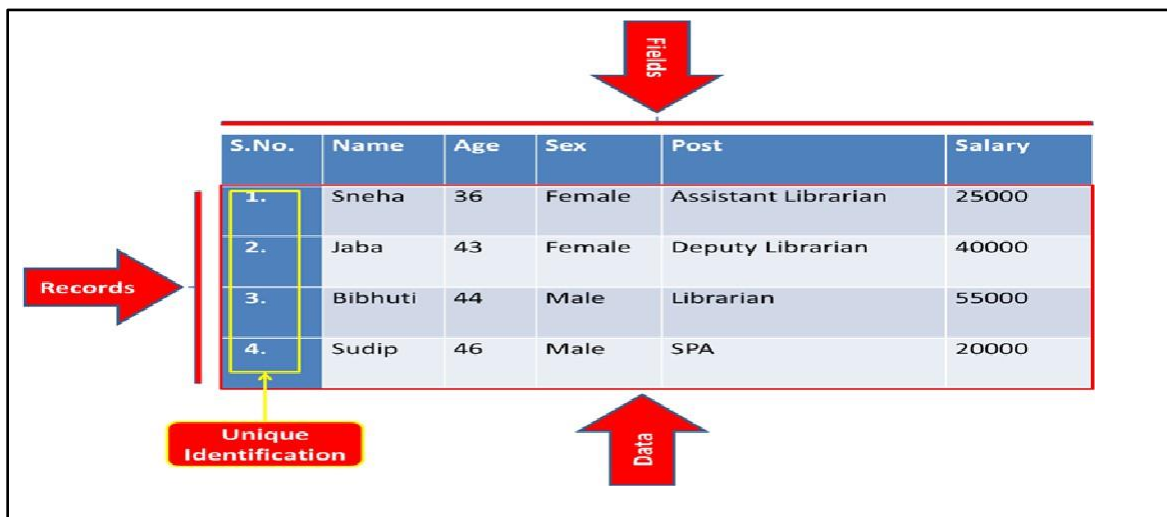 Fields
S.No. Name Age Sex Post Salary
1. Sneha 36 Female Assistant Librarian 25000
2. Jaba 43 Female Deputy Librarian 40000
Records
3. Bibhuti 44 Male Librarian 55000
4. Sudip 46 Male SPA 20000
Unique
Identification
Data